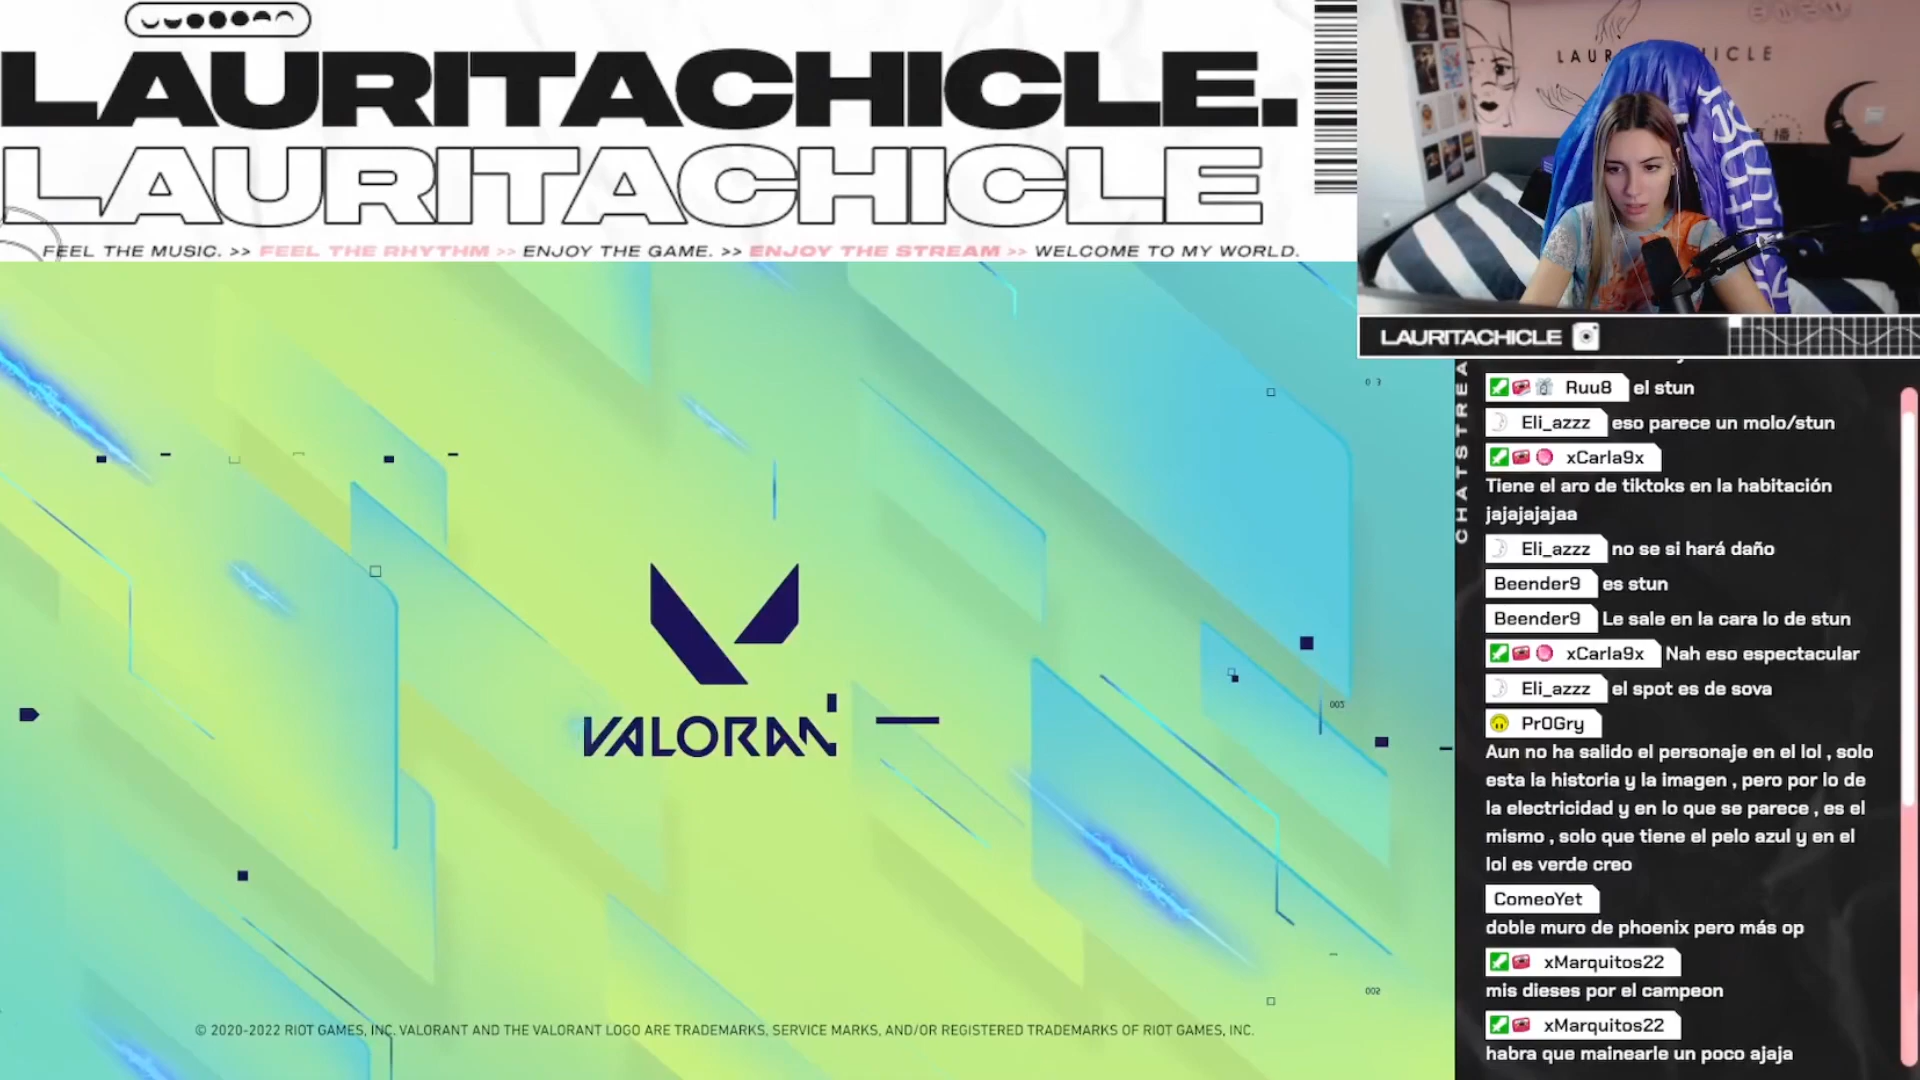 LAURITACHICLE.
LAURITACHICLE
FEEL THE MUSIC. >> FEEL THE RHYTHM >> ENJOY THE GAME. >> ENJOY THE STREAM >> WELCOME TO MY WORLD.
LAURITACHICLE
CHATSTREA
Ruu8 el stun
Eli_azzz eso parece un molo/stun
xCarla9x
Tiene el aro de tiktoks en la habitación
jajajajajaa
Eli_azzz no se si hará daño
Beender9 es stun
Beender9 Le sale en la cara lo de stun
xCarla9x Nah eso espectacular
Eli_azzz el spot es de sova
Pr0Gry
Aun no ha salido el personaje en el lol , solo
esta la historia y la imagen , pero por lo de
la electricidad y en lo que se parece , es el
mismo , solo que tiene el pelo azul y en el
lol es verde creo
ComeoYet
doble muro de phoenix pero más op
xMarquitos22
mis dieses por el campeon
xMarquitos22
habra que mainearle un poco ajaja
VALORAN
002
© 2020-2022 RIOT GAMES, INC. VALORANT AND THE VALORANT LOGO ARE TRADEMARKS, SERVICE MARKS, AND/OR REGISTERED TRADEMARKS OF RIOT GAMES, INC.